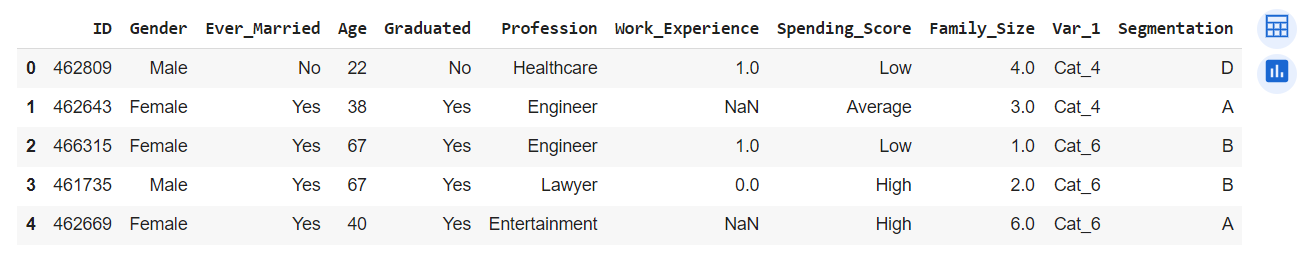 ID Gender Ever_Married Age Graduated Profession Work_Experience Spending_Score Family_Size Var_1 Segmentation
0 462809 Male No 22 No Healthcare 1.0 Low 4.0 Cat_4 D
1 462643 Female Yes 38 Yes Engineer NaN Average 3.0 Cat_4 A
2 466315 Female Yes 67 Yes Engineer 1.0 Low 1.0 Cat_6 B
3 461735 Male Yes 67 Yes Lawyer 0.0 High 2.0 Cat_6 B
4 462669 Female Yes 40 Yes Entertainment NaN High 6.0 Cat_6 A